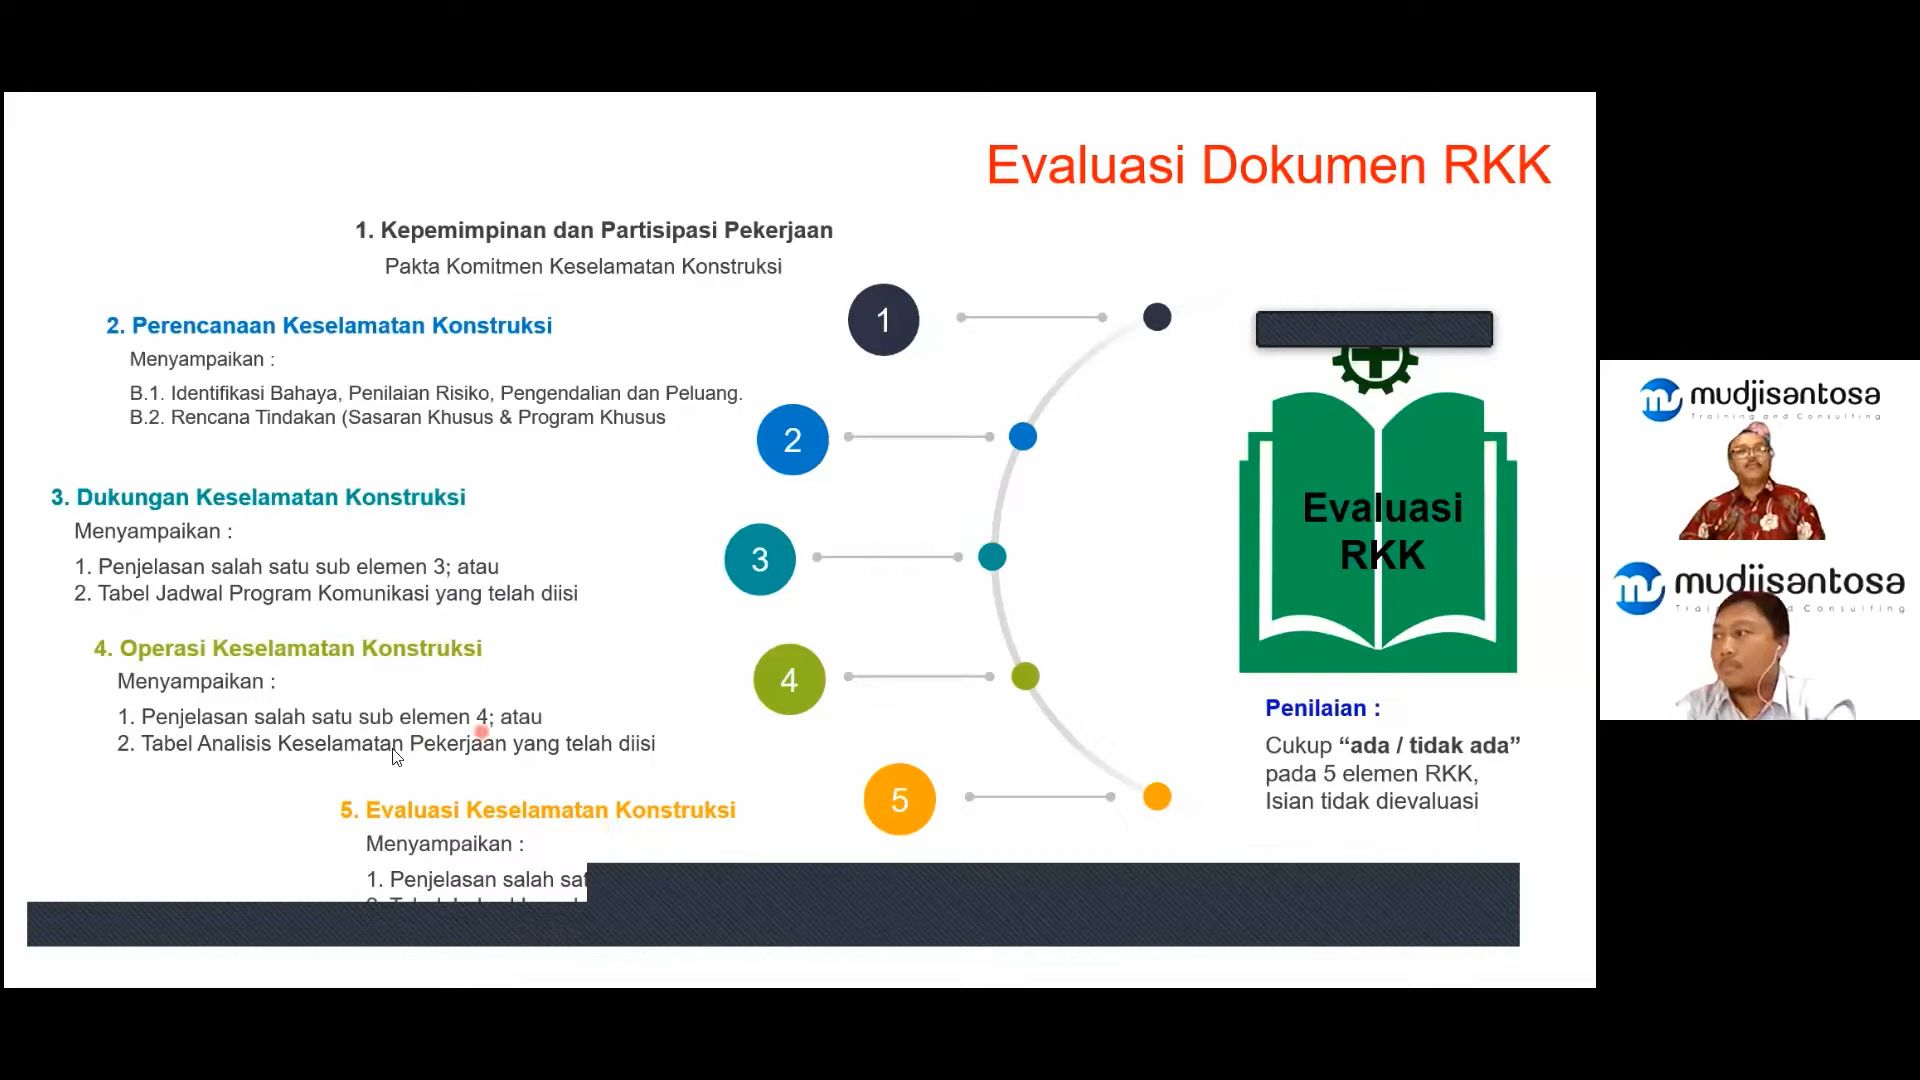 Evaluasi Dokumen RKK
1. Kepemimpinan dan Partisipasi Pekerjaan
Pakta Komitmen Keselamatan Konstruksi
2. Perencanaan Keselamatan Konstruksi
Menyampaikan :
B.1. Identifikasi Bahaya, Penilaian Risiko, Pengendalian dan Peluang.
B.2. Rencana Tindakan (Sasaran Khusus & Program Khusus
3. Dukungan Keselamatan Konstruksi
Menyampaikan :
1. Penjelasan salah satu sub elemen 3; atau
2. Tabel Jadwal Program Komunikasi yang telah diisi
4. Operasi Keselamatan Konstruksi
Menyampaikan :
1. Penjelasan salah satu sub elemen 4; atau
2. Tabel Analisis Keselamatan Pekerjaan yang telah diisi
5. Evaluasi Keselamatan Konstruksi
Menyampaikan :
1. Penjelasan salah
1
2
3
4
5
Evaluasi
RKK
Penilaian :
Cukup “ada / tidak ada”
pada 5 elemen RKK,
Isian tidak dievaluasi
mudjisantosa
Training and Consulting
mudjisantosa
Consulting